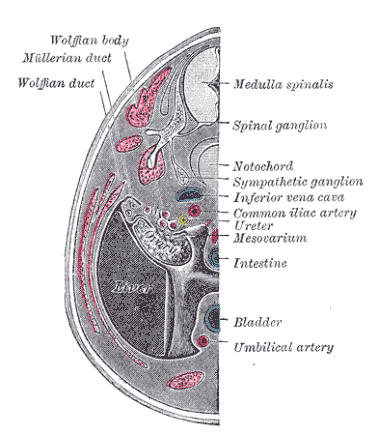 Wolffian body
Müllerian duct
Wolffian duct
Medulla spinalis
Spinal ganglion
Notochord
Sympathetic ganglion
Inferior vena cava
Common iliac artery
Ureter
Mesovarium
Intestine
Liver
Bladder
Umbilical artery